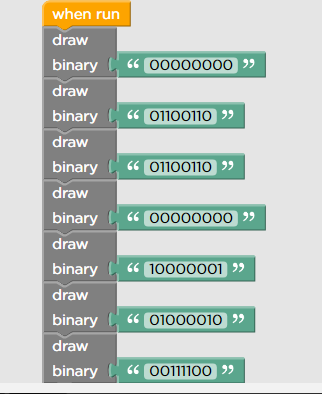 when run
draw
binary “ 00000000 ”
draw
binary “ 01100110 ”
draw
binary “ 01100110 ”
draw
binary “ 00000000 ”
draw
binary “ 10000001 ”
draw
binary “ 01000010 ”
draw
binary “ 00111100 ”